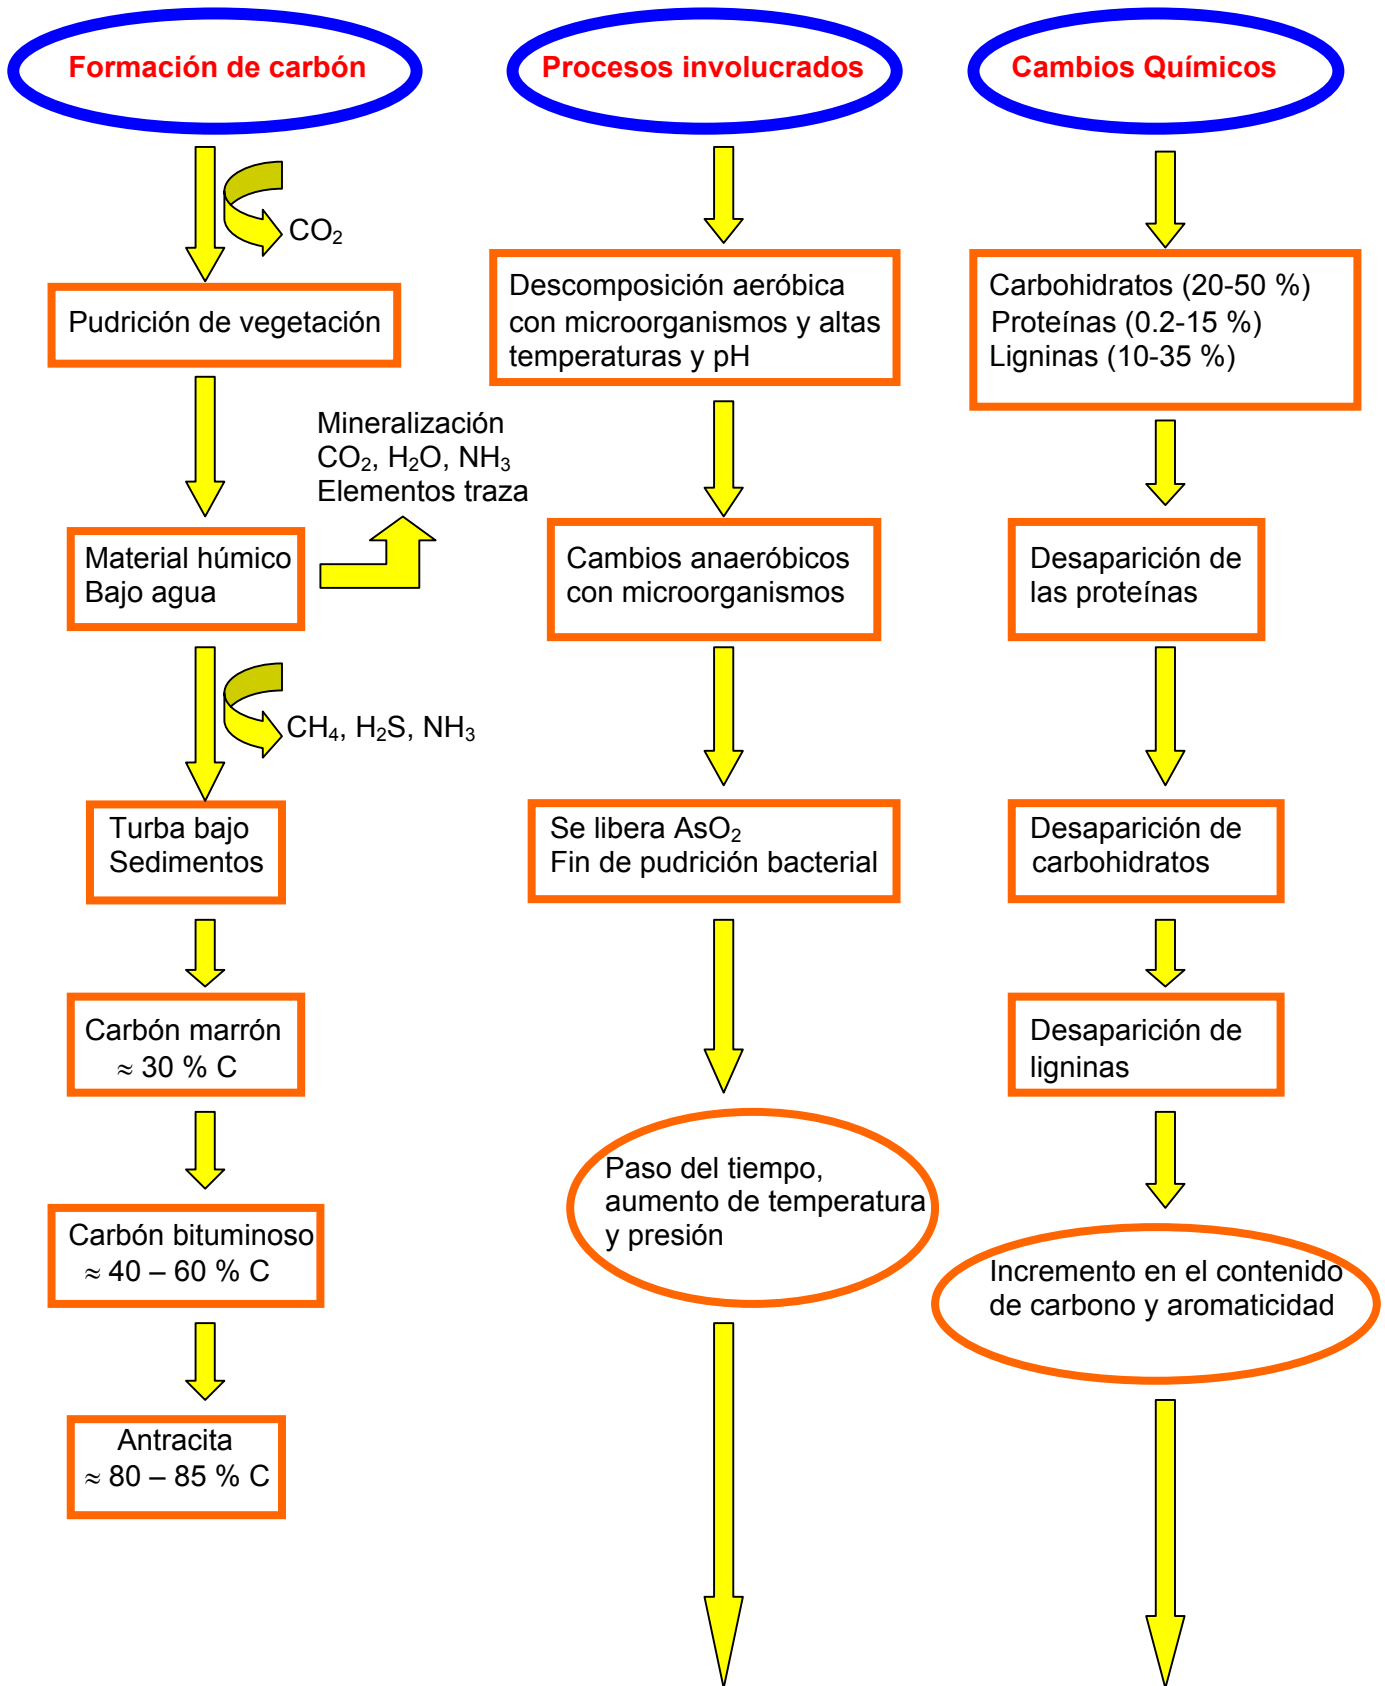 Formación de carbón
Procesos involucrados
Cambios Químicos
CO₂
Pudrición de vegetación
Descomposición aeróbica
con microorganismos y altas
temperaturas y pH
Carbohidratos (20-50 %)
Proteínas (0.2-15 %)
Ligninas (10-35 %)
Mineralización
CO₂, H₂O, NH₃
Elementos traza
Material húmico
Bajo agua
Cambios anaeróbicos
con microorganismos
Desaparición de
las proteínas
CH₄, H₂S, NH₃
Turba bajo
Sedimentos
Se libera AsO₂
Fin de pudrición bacterial
Desaparición de
carbohidratos
Carbón marrón
≈ 30 % C
Desaparición de
ligninas
Carbón bituminoso
≈ 40 – 60 % C
Paso del tiempo,
aumento de temperatura
y presión
Incremento en el contenido
de carbono y aromaticidad
Antracita
≈ 80 – 85 % C